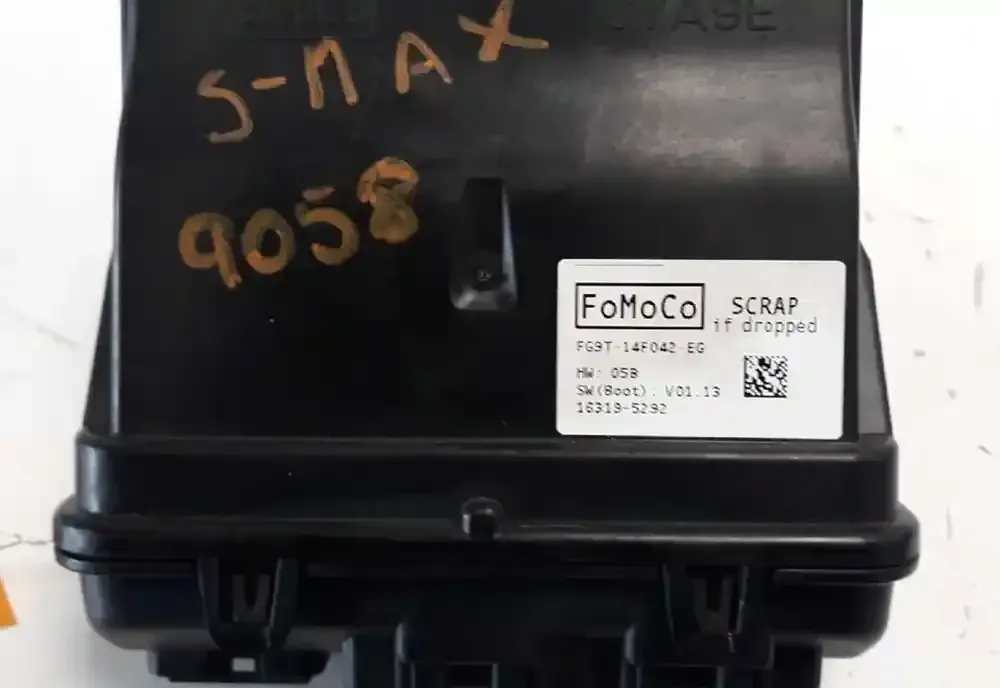 S-MAX
9058
FoMoCo
SCRAP
if dropped
FG9T-14F042-EG
HW: 05B
SW(Boot): V01.13
16319-5292